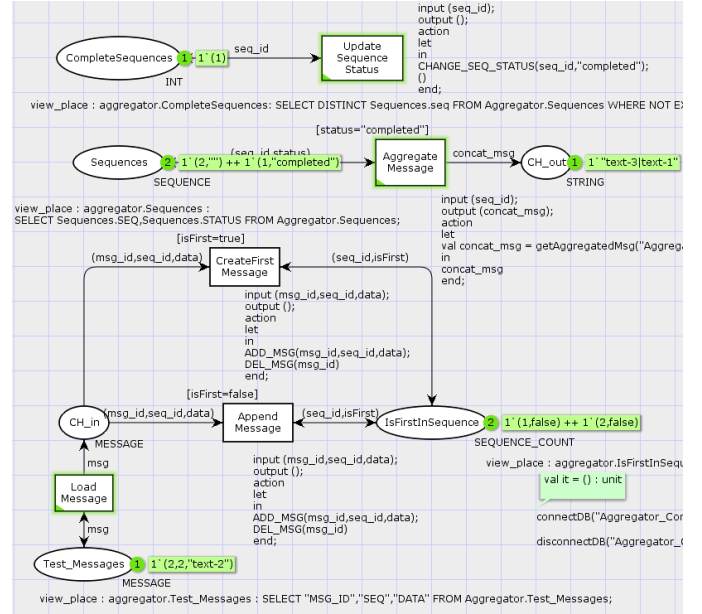 input (seq_id);
output ();
action
let
in
CHANGE_SEQ_STATUS(seq_id,"completed");
()
end;
CompleteSequences 1 1`(1) seq_id
Update
Sequence
Status
INT
view_place : aggregator.CompleteSequences: SELECT DISTINCT Sequences.seq FROM Aggregator.Sequences WHERE NOT
[status="completed"]
Sequences 2 1`(2,"") ++ 1`(1,"completed") (seq_id,status)
Aggregate
Message
concat_msg
CH_out 1 1`"text-3|text-1"
SEQUENCE
STRING
view_place : aggregator.Sequences :
SELECT Sequences.SEQ,Sequences.STATUS FROM Aggregator.Sequences;
input (seq_id);
output (concat_msg);
action
let
val concat_msg = getAggregatedMsg("Aggreg
in
concat_msg
end;
[isFirst=true]
(msg_id,seq_id,data)
CreateFirst
Message
(seq_id,isFirst)
input (msg_id,seq_id,data);
output ();
action
let
in
ADD_MSG(msg_id,seq_id,data);
DEL_MSG(msg_id)
end;
[isFirst=false]
CH_in (msg_id,seq_id,data)
Append
Message
(seq_id,isFirst)
IsFirstInSequence 2 1`(1,false) ++ 1`(2,false)
MESSAGE
SEQUENCE_COUNT
msg
input (msg_id,seq_id,data);
output ();
action
let
in
ADD_MSG(msg_id,seq_id,data);
DEL_MSG(msg_id)
end;
view_place : aggregator.IsFirstInSequ
val it = () : unit
connectDB("Aggregator_Cor
disconnectDB("Aggregator_
Load
Message
msg
Test_Messages 1 1`(2,2,"text-2")
MESSAGE
view_place : aggregator.Test_Messages : SELECT "MSG_ID","SEQ","DATA" FROM Aggregator.Test_Messages;